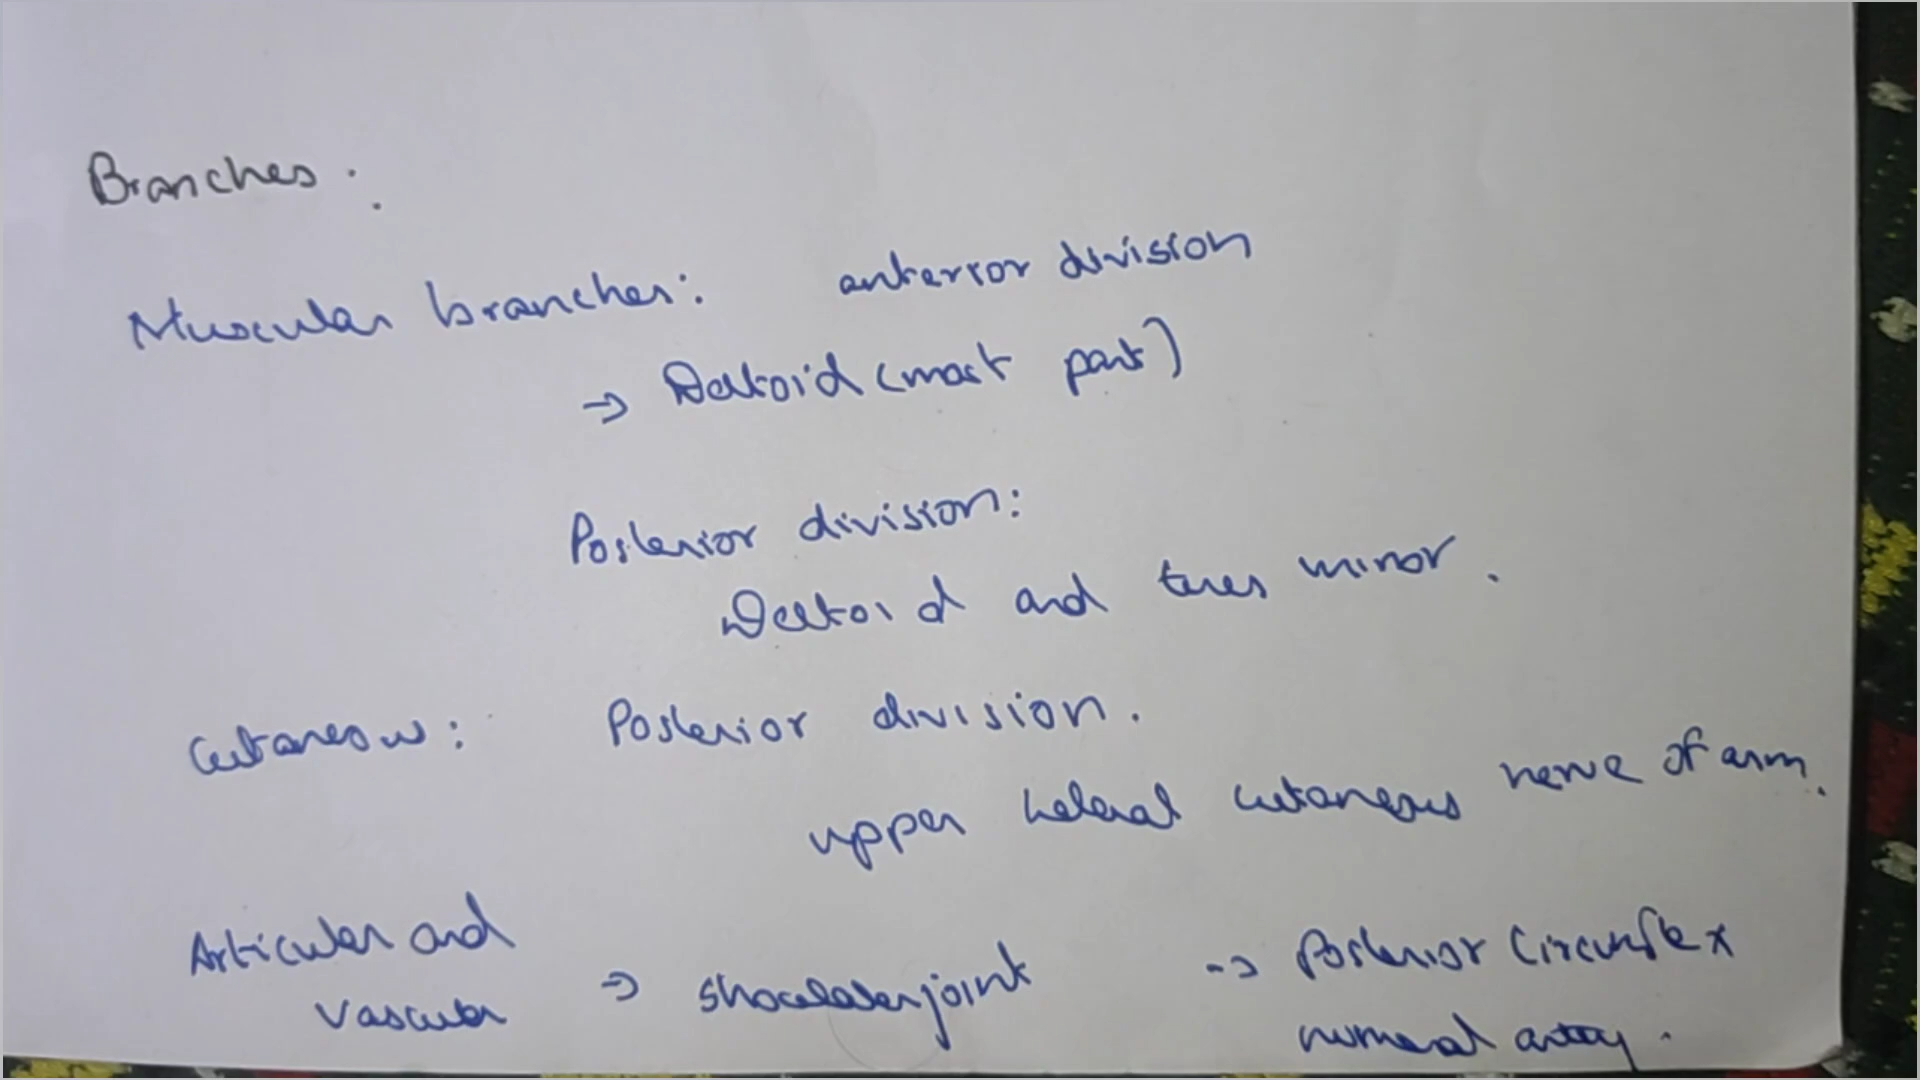 Branches :
Muscular branches: anterior division
→ Deltoid (most part)
Posterior division:
Deltoid and teres minor.
Cutaneous: Posterior division.
upper lateral cutaneous nerve of arm.
Articular and
vascular → shoulder joint → Posterior Circumflex
humeral artery.